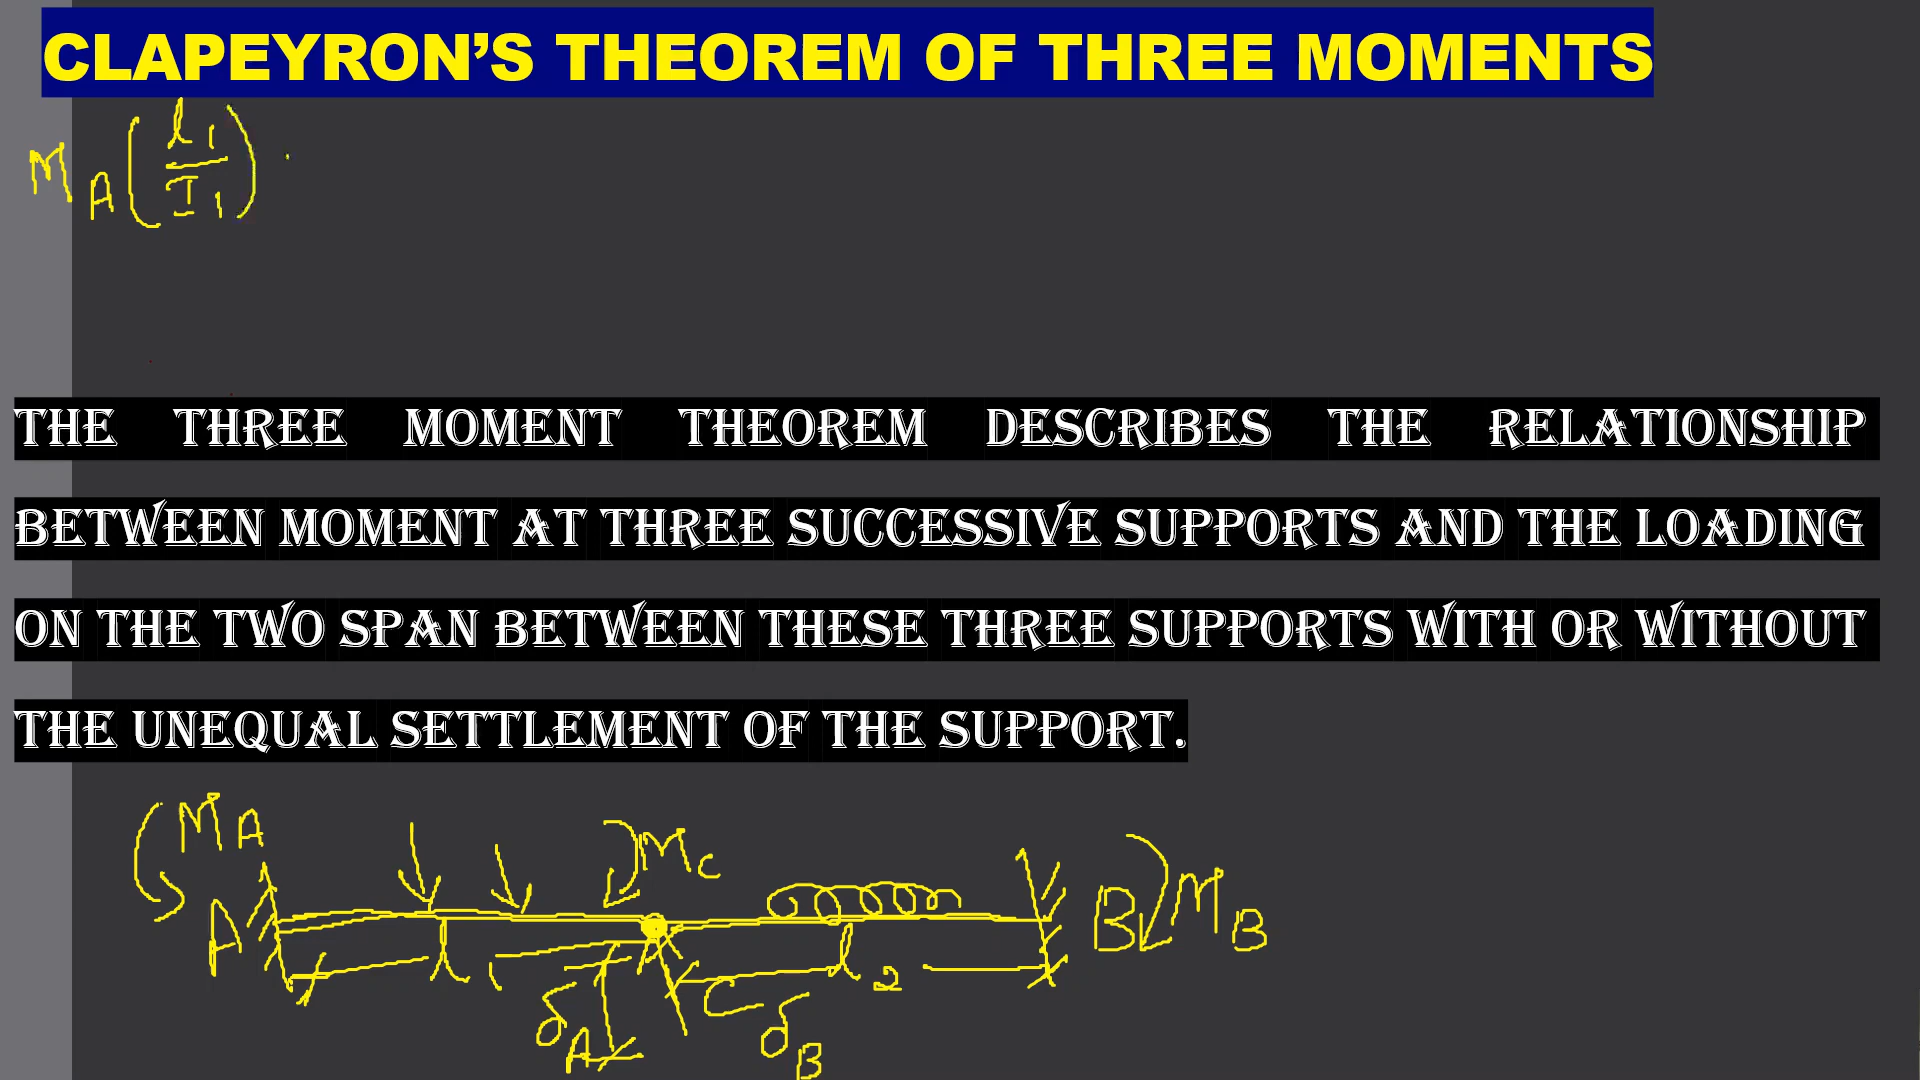 CLAPEYRON’S THEOREM OF THREE MOMENTS
M A ( l1 / I1 )
THE THREE MOMENT THEOREM DESCRIBES THE RELATIONSHIP
BETWEEN MOMENT AT THREE SUCCESSIVE SUPPORTS AND THE LOADING
ON THE TWO SPAN BETWEEN THESE THREE SUPPORTS WITH OR WITHOUT
THE UNEQUAL SETTLEMENT OF THE SUPPORT.
MA MC
A B MB
l1 l2
C
δA δB